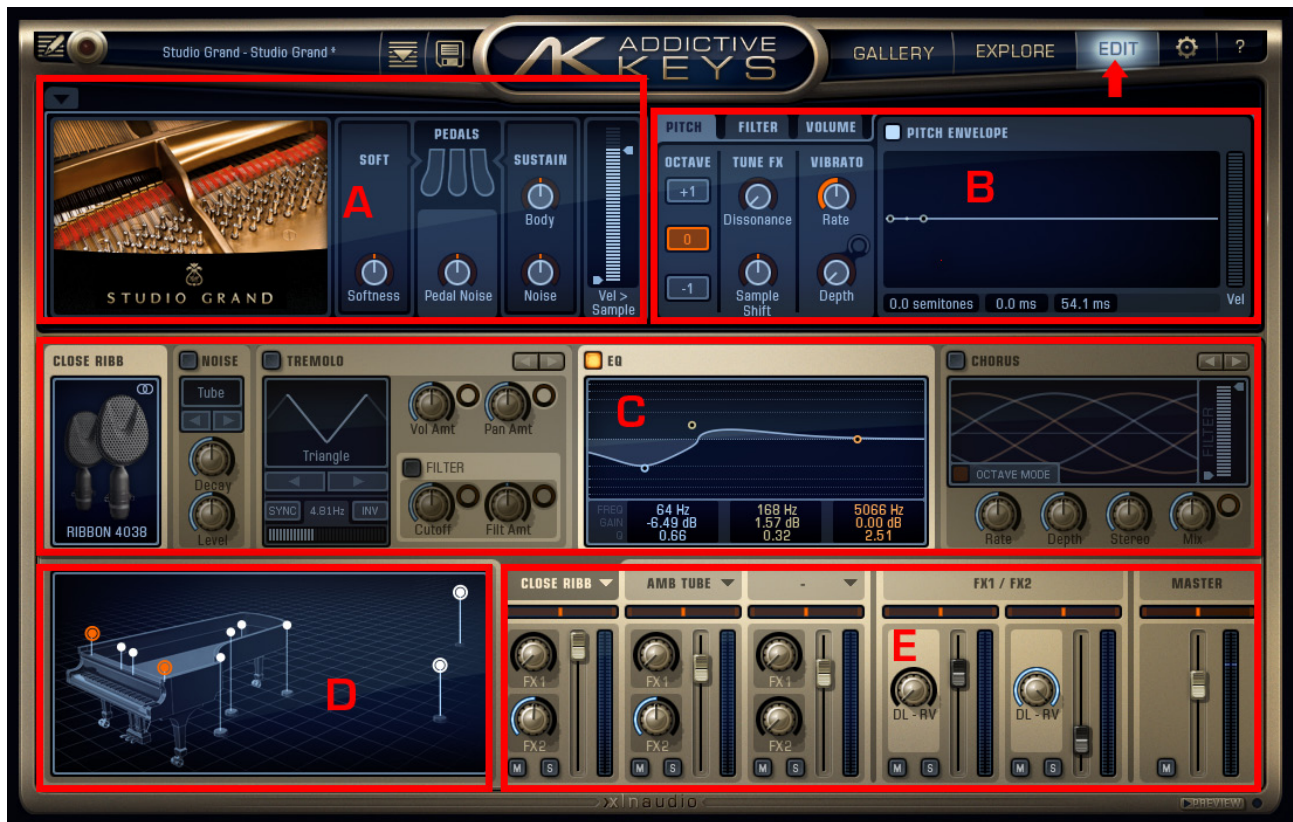 Studio Grand - Studio Grand *
ADDICTIVE
KEYS
GALLERY
EXPLORE
EDIT
?
STUDIO GRAND
A
SOFT
Softness
PEDALS
Pedal Noise
SUSTAIN
Body
Noise
Vel >
Sample
PITCH
FILTER
VOLUME
OCTAVE
+1
0
-1
TUNE FX
Dissonance
Sample
Shift
VIBRATO
Rate
Depth
PITCH ENVELOPE
B
0.0 semitones
0.0 ms
54.1 ms
Vel
CLOSE RIBB
RIBBON 4038
NOISE
Tube
Decay
Level
TREMOLO
Triangle
SYNC
4.81Hz
INV
Vol Amt
Pan Amt
FILTER
Cutoff
Filt Amt
EQ
C
FREQ 64 Hz 168 Hz 5066 Hz
GAIN -6.49 dB 1.57 dB 0.00 dB
Q 0.66 0.32 2.51
CHORUS
FILTER
OCTAVE MODE
Rate
Depth
Stereo
Mix
D
CLOSE RIBB
AMB TUBE
-
FX1 / FX2
MASTER
E
FX1
FX2
M S
FX1
FX2
M S
FX1
FX2
M S
DL - RV
M S
DL - RV
M S
M
xlnaudio
PREVIEW